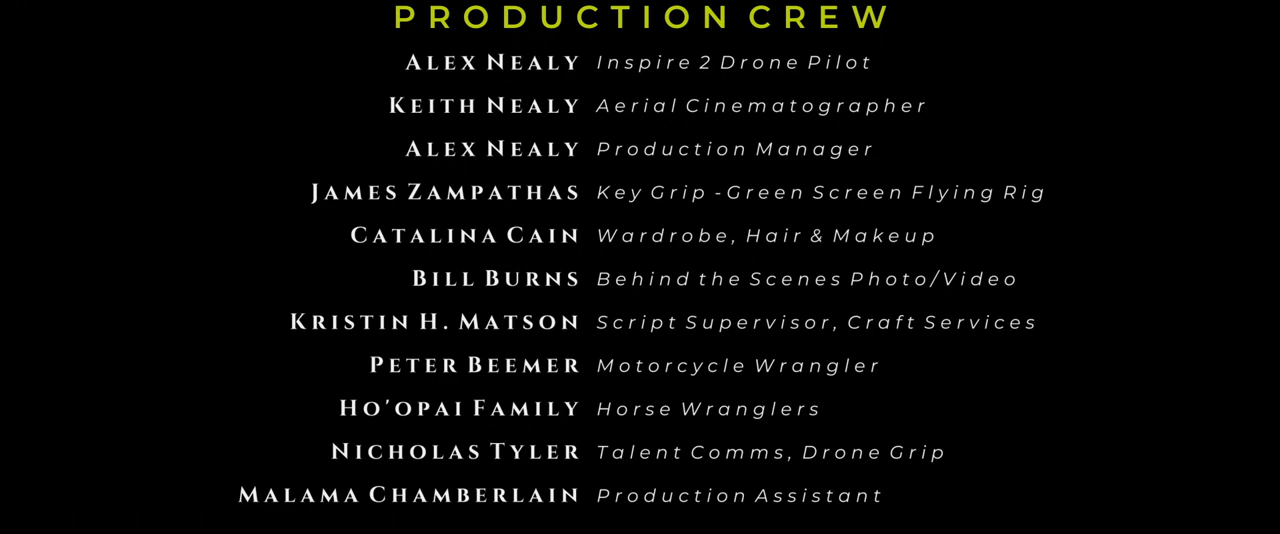 PRODUCTION CREW
ALEX NEALY Inspire 2 Drone Pilot
KEITH NEALY Aerial Cinematographer
ALEX NEALY Production Manager
JAMES ZAMPATHAS Key Grip -Green Screen Flying Rig
CATALINA CAIN Wardrobe, Hair & Makeup
BILL BURNS Behind the Scenes Photo/Video
KRISTIN H. MATSON Script Supervisor, Craft Services
PETER BEEMER Motorcycle Wrangler
HO'OPAI FAMILY Horse Wranglers
NICHOLAS TYLER Talent Comms, Drone Grip
MALAMA CHAMBERLAIN Production Assistant